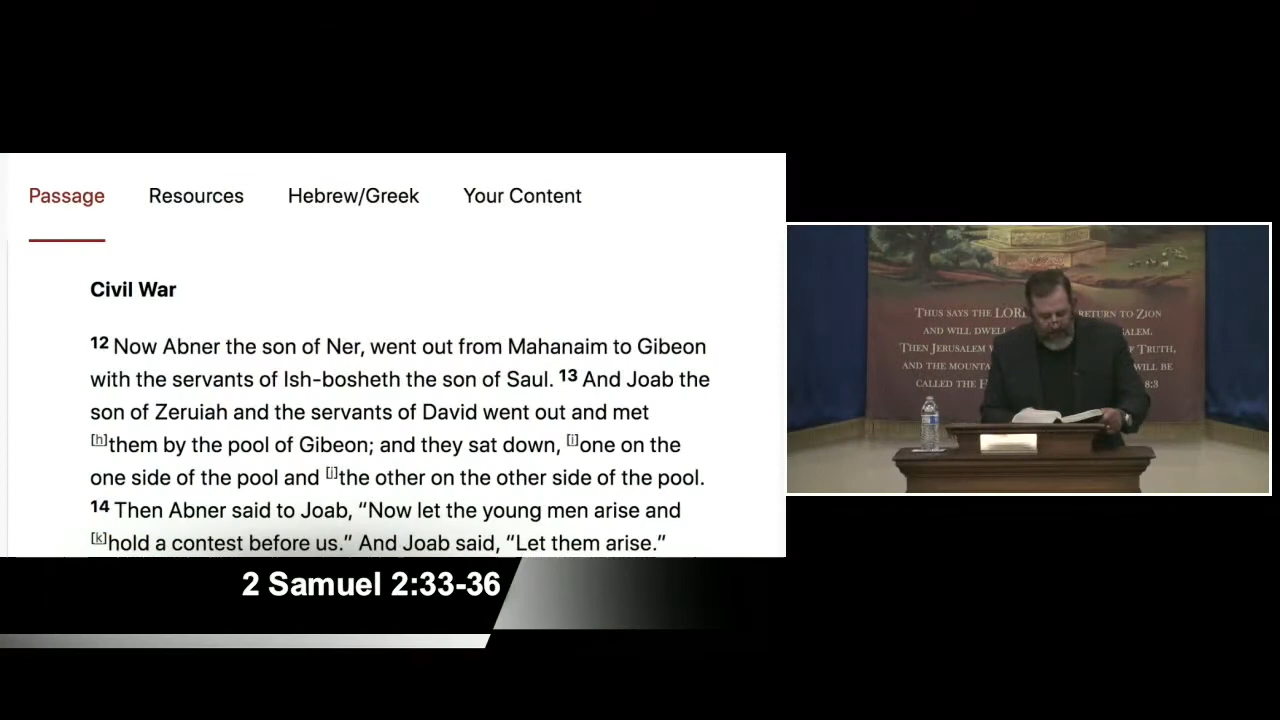 Passage
Resources
Hebrew/Greek
Your Content
Civil War
12 Now Abner the son of Ner, went out from Mahanaim to Gibeon
with the servants of Ish-bosheth the son of Saul. 13 And Joab the
son of Zeruiah and the servants of David went out and met
[h]them by the pool of Gibeon; and they sat down, [i]one on the
one side of the pool and [j]the other on the other side of the pool.
14 Then Abner said to Joab, “Now let the young men arise and
[k]hold a contest before us.” And Joab said, “Let them arise.”
2 Samuel 2:33-36
THUS SAYS THE LOR RETURN TO ZION
AND WILL DWELL
THEN JERUSALEM OF TRUTH,
AND THE MOUNTA WILL BE
CALLED THE 8:3